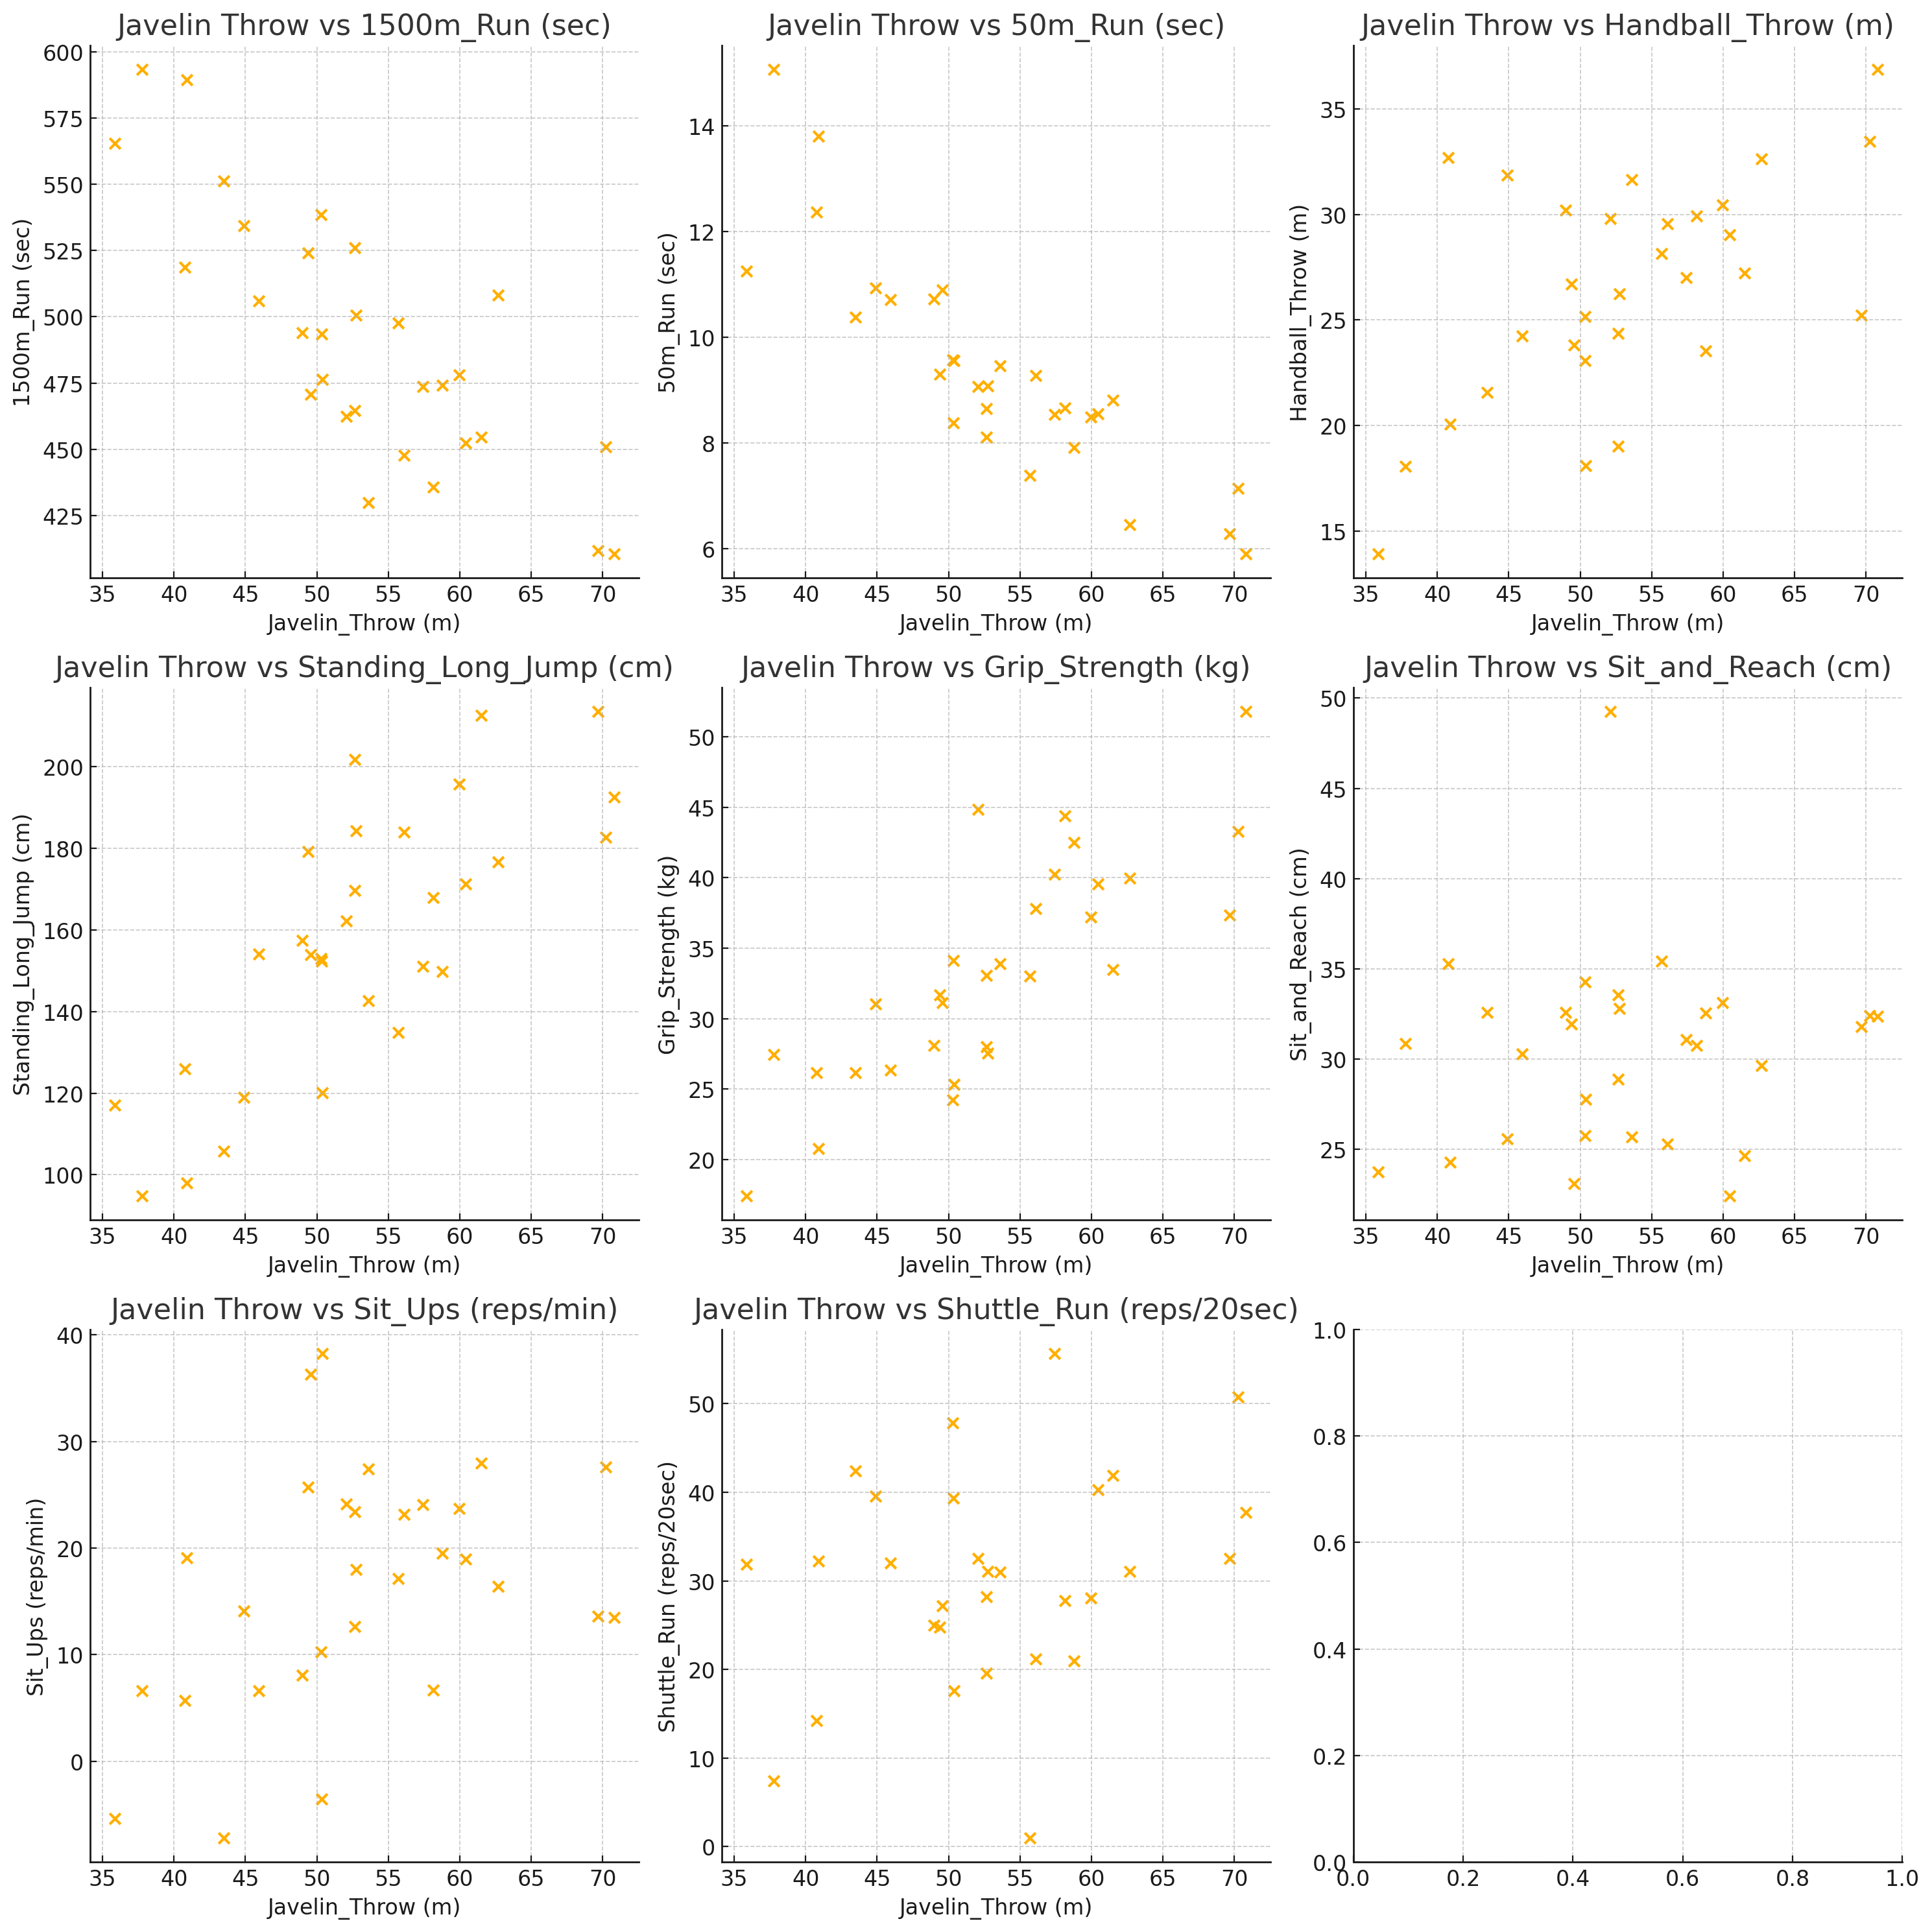 Javelin Throw vs 1500m_Run (sec)
1500m_Run (sec)
600
575
550
525
500
475
450
425
35 40 45 50 55 60 65 70
Javelin_Throw (m)
Javelin Throw vs 50m_Run (sec)
50m_Run (sec)
14
12
10
8
6
35 40 45 50 55 60 65 70
Javelin_Throw (m)
Javelin Throw vs Handball_Throw (m)
Handball_Throw (m)
35
30
25
20
15
35 40 45 50 55 60 65 70
Javelin_Throw (m)
Javelin Throw vs Standing_Long_Jump (cm)
Standing_Long_Jump (cm)
200
180
160
140
120
100
35 40 45 50 55 60 65 70
Javelin_Throw (m)
Javelin Throw vs Grip_Strength (kg)
Grip_Strength (kg)
50
45
40
35
30
25
20
35 40 45 50 55 60 65 70
Javelin_Throw (m)
Javelin Throw vs Sit_and_Reach (cm)
Sit_and_Reach (cm)
50
45
40
35
30
25
35 40 45 50 55 60 65 70
Javelin_Throw (m)
Javelin Throw vs Sit_Ups (reps/min)
Sit_Ups (reps/min)
40
30
20
10
0
35 40 45 50 55 60 65 70
Javelin_Throw (m)
Javelin Throw vs Shuttle_Run (reps/20sec)
Shuttle_Run (reps/20sec)
50
40
30
20
10
0
35 40 45 50 55 60 65 70
Javelin_Throw (m)
1.0
0.8
0.6
0.4
0.2
0.0
0.0 0.2 0.4 0.6 0.8 1.0